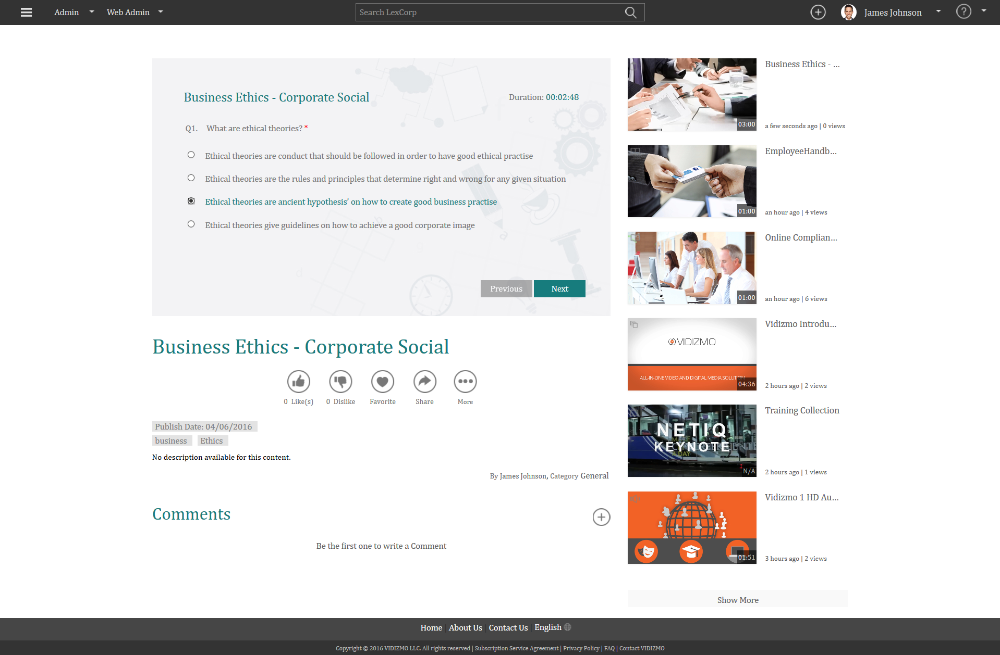 Admin
Web Admin
Search LexCorp
James Johnson
?
Business Ethics - Corporate Social
Duration: 00:02:48
Q1. What are ethical theories? *
Ethical theories are conduct that should be followed in order to have good ethical practise
Ethical theories are the rules and principles that determine right and wrong for any given situation
Ethical theories are ancient hypothesis’ on how to create good business practise
Ethical theories give guidelines on how to achieve a good corporate image
Previous
Next
Business Ethics - Corporate Social
0 Like(s)
0 Dislike
Favorite
Share
More
Publish Date: 04/06/2016
business
Ethics
No description available for this content.
By James Johnson, Category General
Comments
Be the first one to write a Comment
Business Ethics - ...
03:00
a few seconds ago | 0 views
EmployeeHandb...
01:00
an hour ago | 4 views
Online Complian...
01:00
an hour ago | 6 views
Vidizmo Introdu...
VIDIZMO
ALL-IN-ONE VIDEO AND DIGITAL MEDIA SOLUTION
04:36
2 hours ago | 2 views
Training Collection
NETIQ
KEYNOTE
N/A
2 hours ago | 1 views
Vidizmo 1 HD Au...
01:51
3 hours ago | 2 views
Show More
Home | About Us | Contact Us | English
Copyright © 2016 VIDIZMO LLC. All rights reserved | Subscription Service Agreement | Privacy Policy | FAQ | Contact VIDIZMO